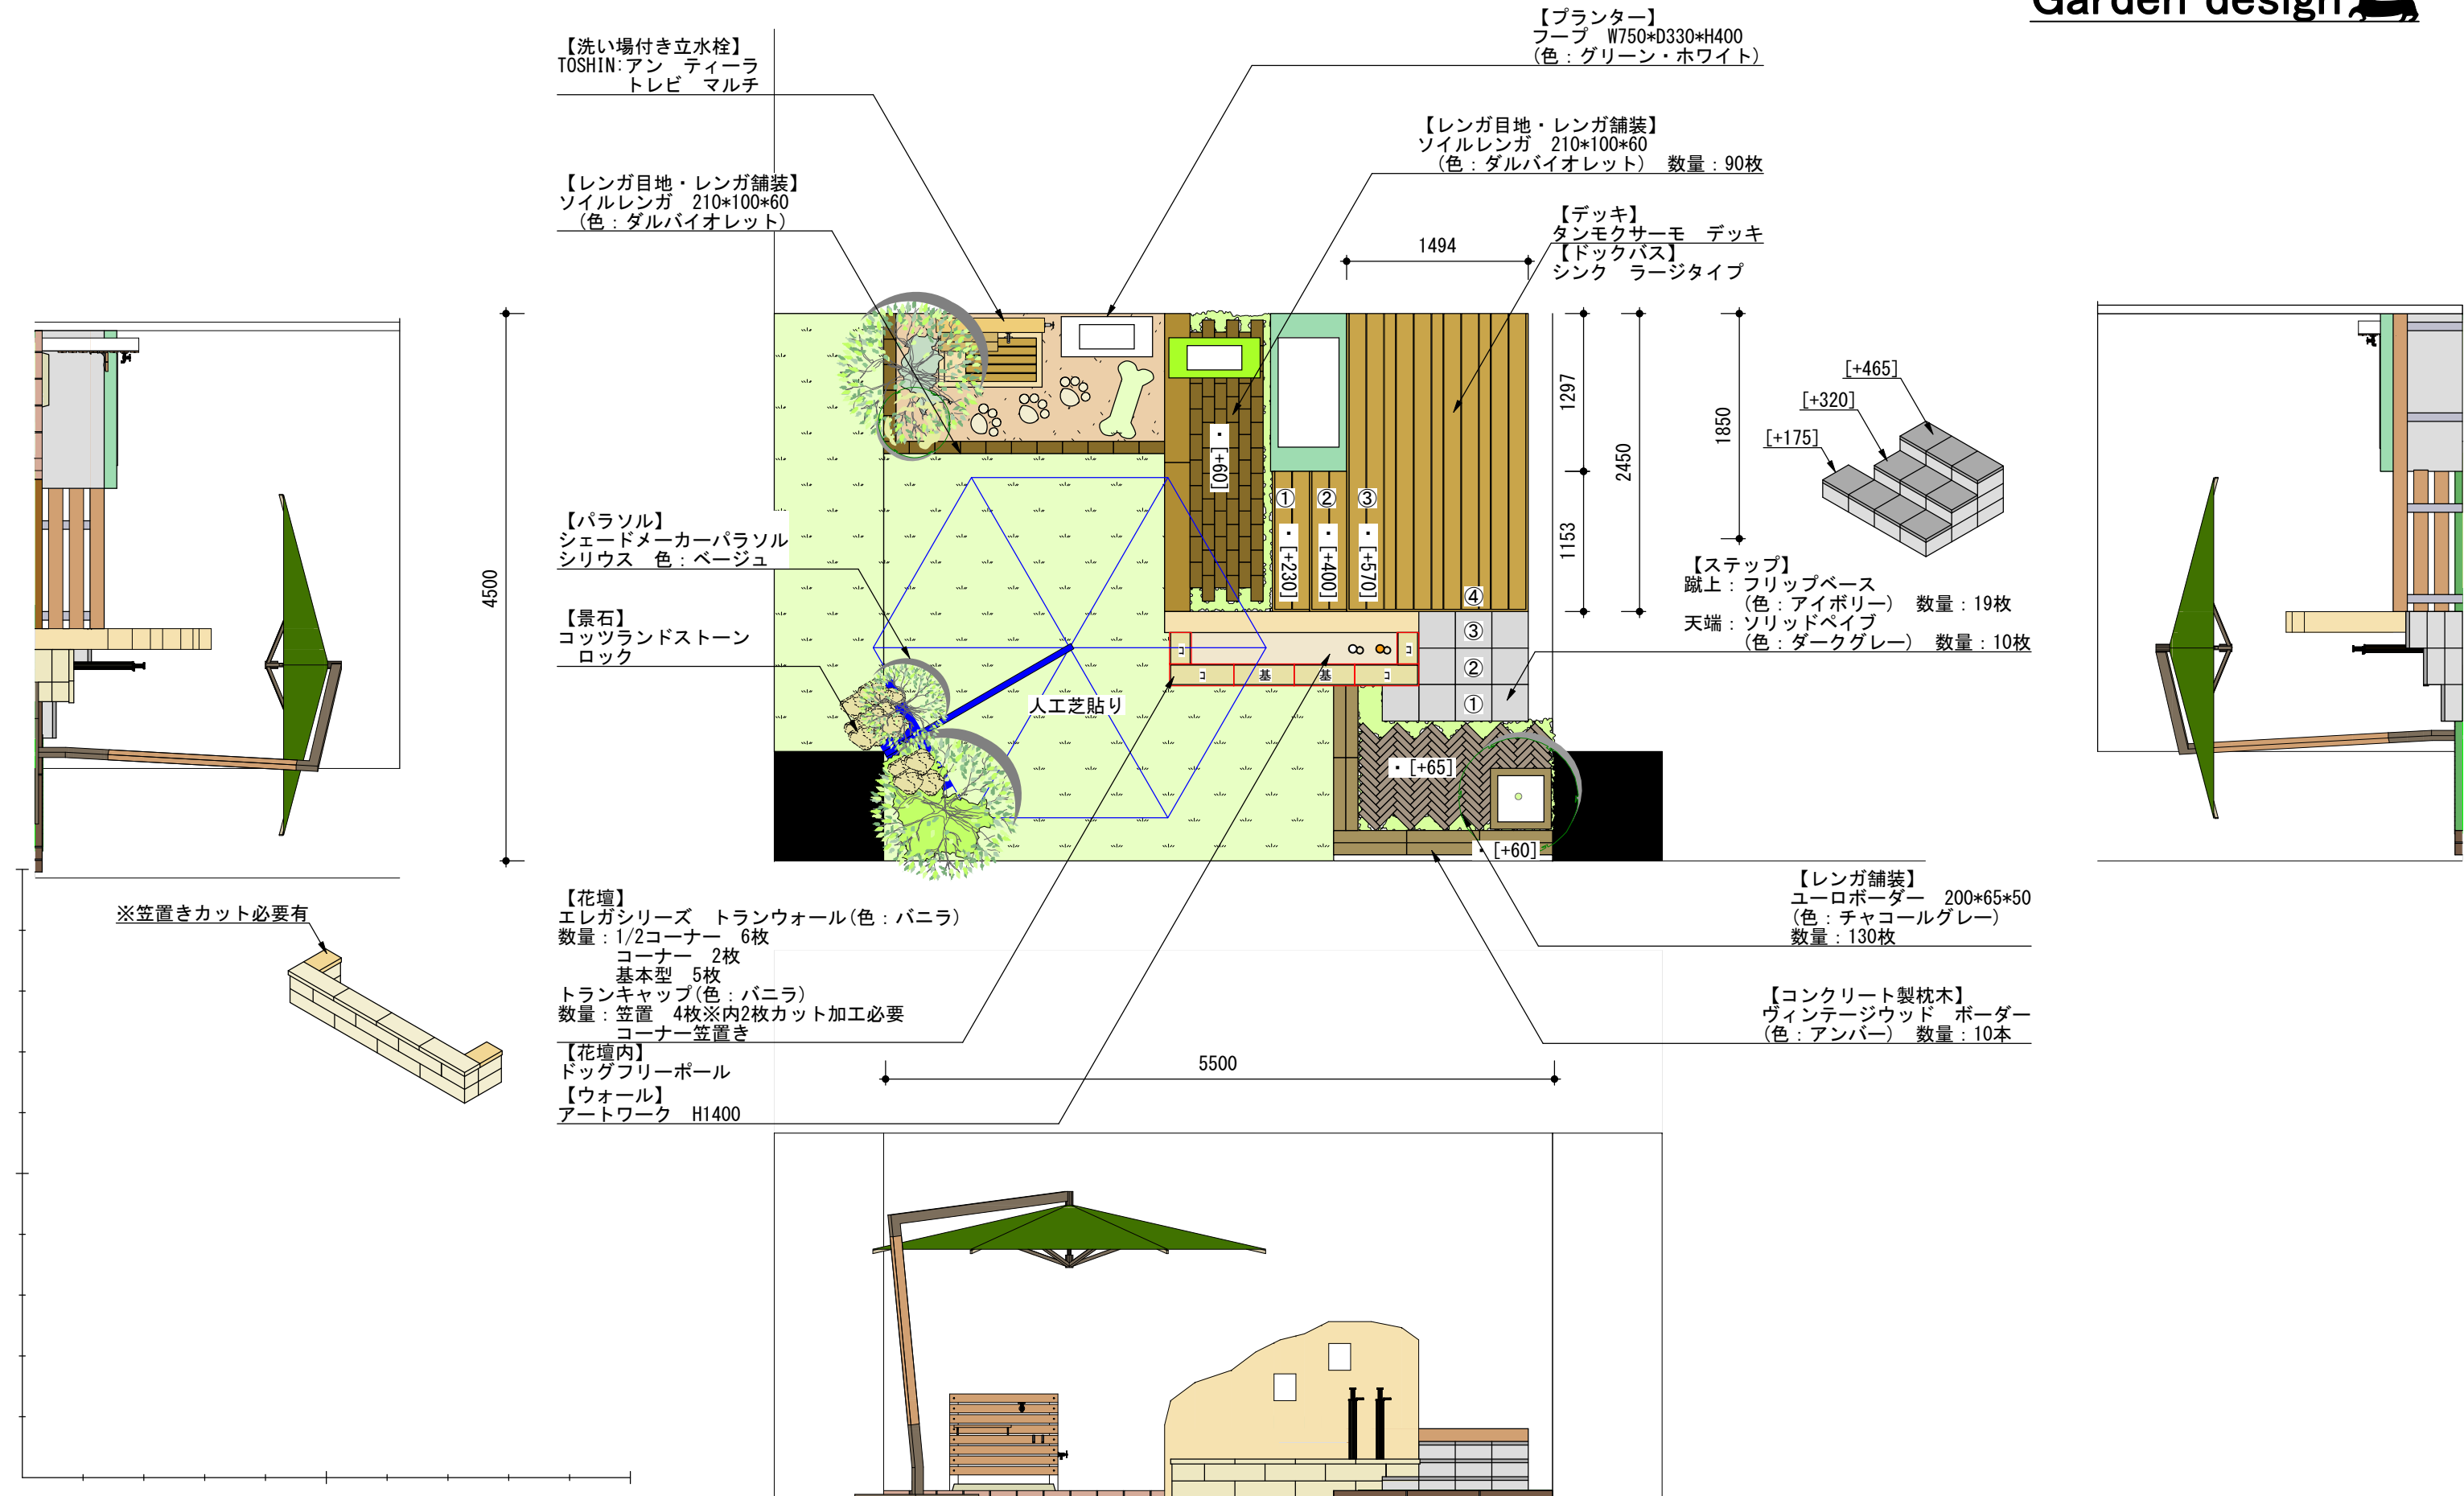 Garden design
【プランター】
フープ　W750*D330*H400
(色：グリーン・ホワイト)
【洗い場付き立水栓】
TOSHIN:アン　ティーラ
トレビ　マルチ
【レンガ目地・レンガ舗装】
ソイルレンガ　210*100*60
(色：ダルバイオレット)　数量：90枚
【レンガ目地・レンガ舗装】
ソイルレンガ　210*100*60
(色：ダルバイオレット)
【デッキ】
タンモクサーモ　デッキ
【ドックバス】
シンク　ラージタイプ
1494
1297
1153
2450
1850
4500
[+465]
[+320]
[+175]
・[+60]
① ② ③
・[+230]
・[+400]
・[+570]
④
③
②
①
【パラソル】
シェードメーカーパラソル
シリウス　色：ベージュ
【ステップ】
蹴上：フリップベース
(色：アイボリー)　数量：19枚
天端：ソリッドペイブ
(色：ダークグレー)　数量：10枚
【景石】
コッツランドストーン
ロック
コ コ
コ 基 基 コ
人工芝貼り
・[+65]
・[+60]
【花壇】
エレガシリーズ　トランウォール(色：バニラ)
数量：1/2コーナー　6枚
コーナー　2枚
基本型　5枚
トランキャップ(色：バニラ)
数量：笠置　4枚※内2枚カット加工必要
コーナー笠置き
【花壇内】
ドッグフリーポール
【ウォール】
アートワーク　H1400
※笠置きカット必要有
【レンガ舗装】
ユーロボーダー　200*65*50
(色：チャコールグレー)
数量：130枚
【コンクリート製枕木】
ヴィンテージウッド　ボーダー
(色：アンバー)　数量：10本
5500